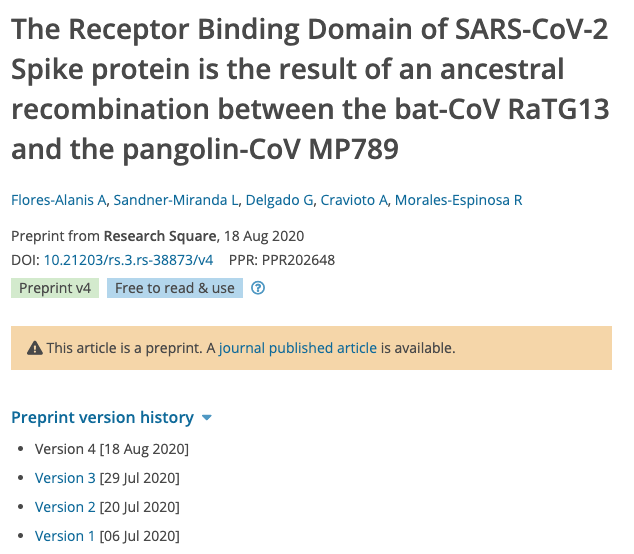 The Receptor Binding Domain of SARS-CoV-2
Spike protein is the result of an ancestral
recombination between the bat-CoV RaTG13
and the pangolin-CoV MP789
Flores-Alanis A, Sandner-Miranda L, Delgado G, Cravioto A, Morales-Espinosa R
Preprint from Research Square, 18 Aug 2020
DOI: 10.21203/rs.3.rs-38873/v4 PPR: PPR202648
Preprint v4 Free to read & use ?
This article is a preprint. A journal published article is available.
Preprint version history
• Version 4 [18 Aug 2020]
• Version 3 [29 Jul 2020]
• Version 2 [20 Jul 2020]
• Version 1 [06 Jul 2020]